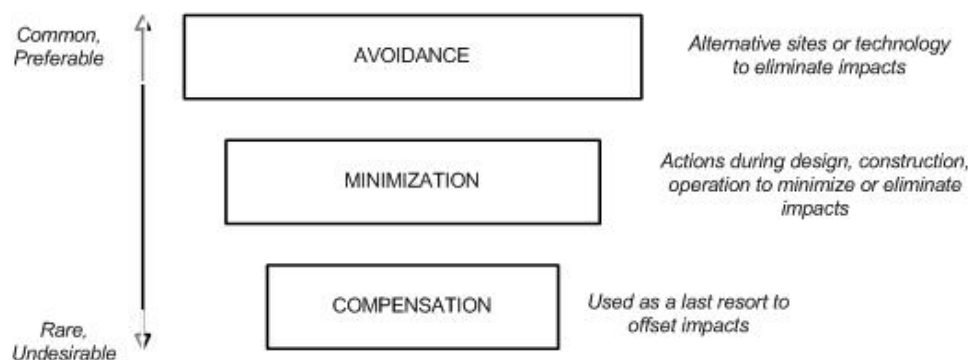 Common,
Preferable
AVOIDANCE
Alternative sites or technology
to eliminate impacts
MINIMIZATION
Actions during design, construction,
operation to minimize or eliminate
impacts
COMPENSATION
Used as a last resort to
offset impacts
Rare,
Undesirable